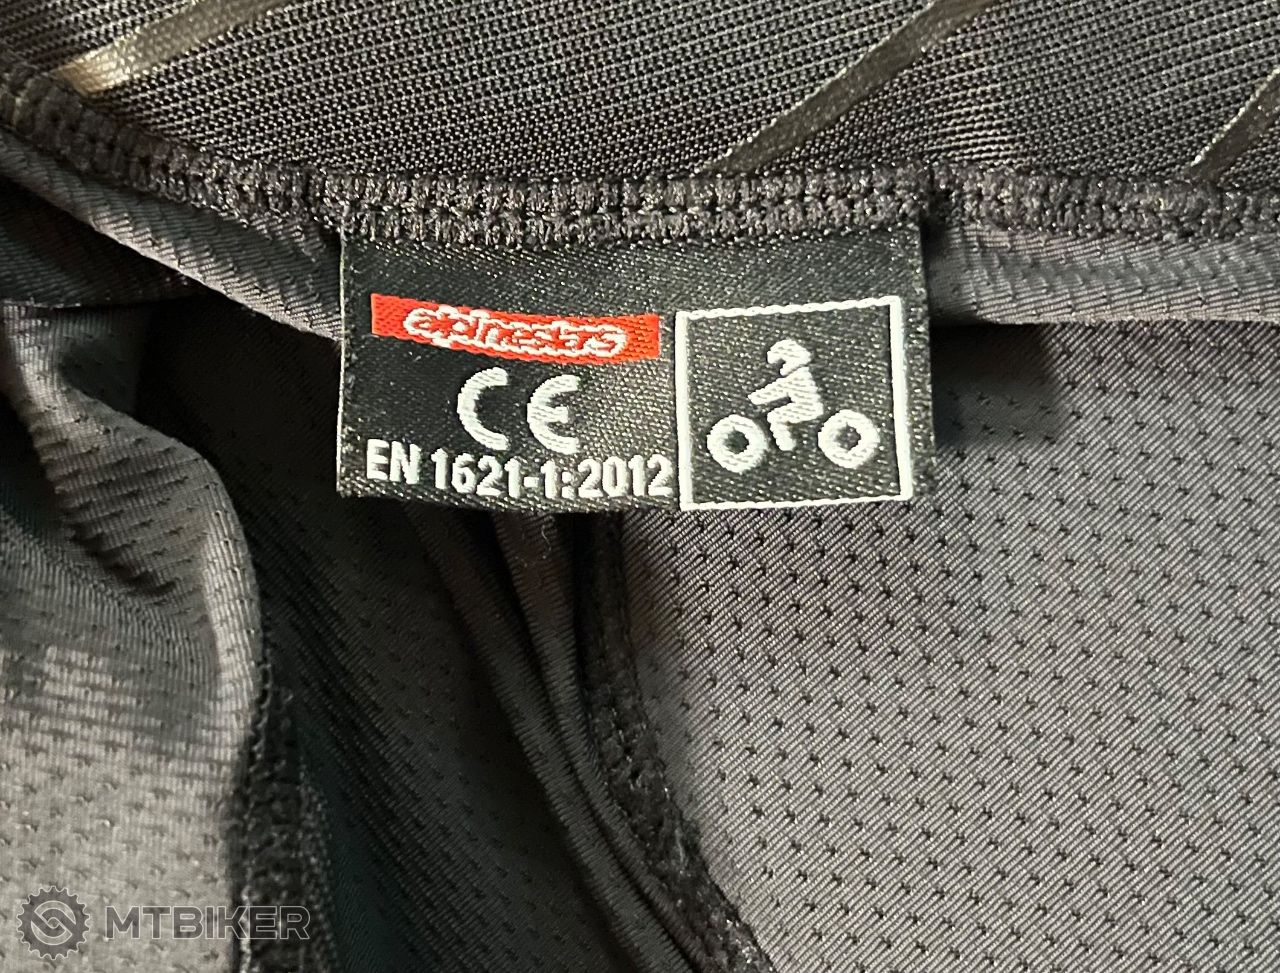 alpinestars
CE
EN 1621-1:2012
MTBIKER